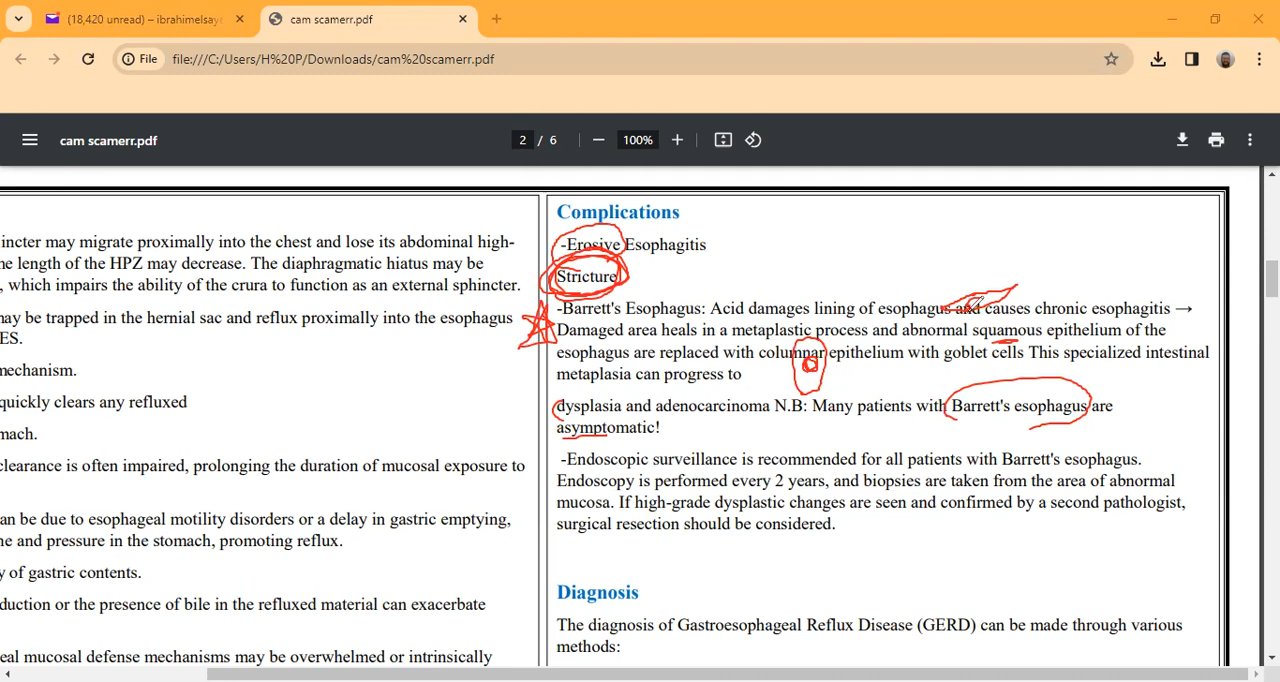 (18,420 unread) – ibrahimelsay
cam scamerr.pdf
File
file:///C:/Users/H%20P/Downloads/cam%20scamerr.pdf
cam scamerr.pdf
2 / 6
100%
incter may migrate proximally into the chest and lose its abdominal high-
ne length of the HPZ may decrease. The diaphragmatic hiatus may be
, which impairs the ability of the crura to function as an external sphincter.
may be trapped in the hernial sac and reflux proximally into the esophagus
ES.
mechanism.
quickly clears any refluxed
mach.
clearance is often impaired, prolonging the duration of mucosal exposure to
can be due to esophageal motility disorders or a delay in gastric emptying,
ne and pressure in the stomach, promoting reflux.
y of gastric contents.
duction or the presence of bile in the refluxed material can exacerbate
eal mucosal defense mechanisms may be overwhelmed or intrinsically
Complications
-Erosive Esophagitis
Stricture
-Barrett's Esophagus: Acid damages lining of esophagus and causes chronic esophagitis →
Damaged area heals in a metaplastic process and abnormal squamous epithelium of the
esophagus are replaced with columnar epithelium with goblet cells This specialized intestinal
metaplasia can progress to
dysplasia and adenocarcinoma N.B: Many patients with Barrett's esophagus are
asymptomatic!
-Endoscopic surveillance is recommended for all patients with Barrett's esophagus.
Endoscopy is performed every 2 years, and biopsies are taken from the area of abnormal
mucosa. If high-grade dysplastic changes are seen and confirmed by a second pathologist,
surgical resection should be considered.
Diagnosis
The diagnosis of Gastroesophageal Reflux Disease (GERD) can be made through various
methods: